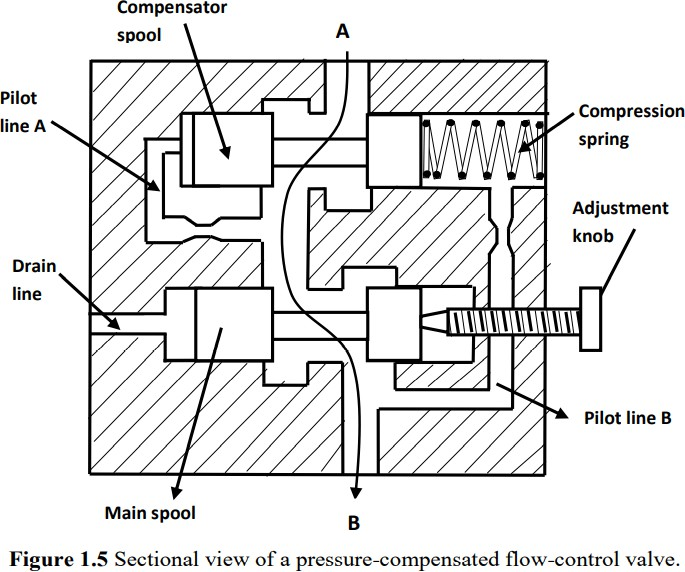 Compensator
spool
A
Pilot
line A
Compression
spring
Adjustment
knob
Drain
line
Pilot line B
Main spool
B
Figure 1.5 Sectional view of a pressure-compensated flow-control valve.